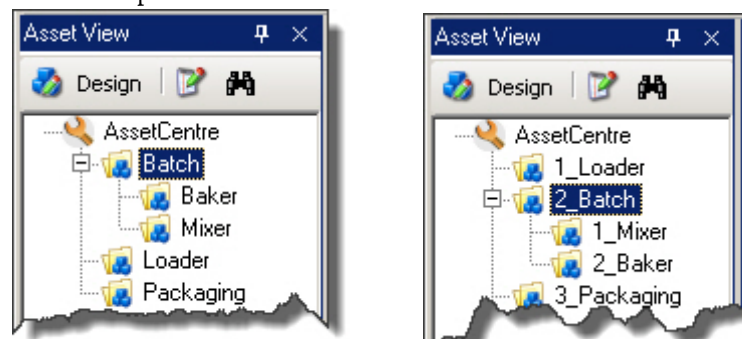 Asset View
Design
AssetCentre
Batch
Baker
Mixer
Loader
Packaging
Asset View
Design
AssetCentre
1_Loader
2_Batch
1_Mixer
2_Baker
3_Packaging